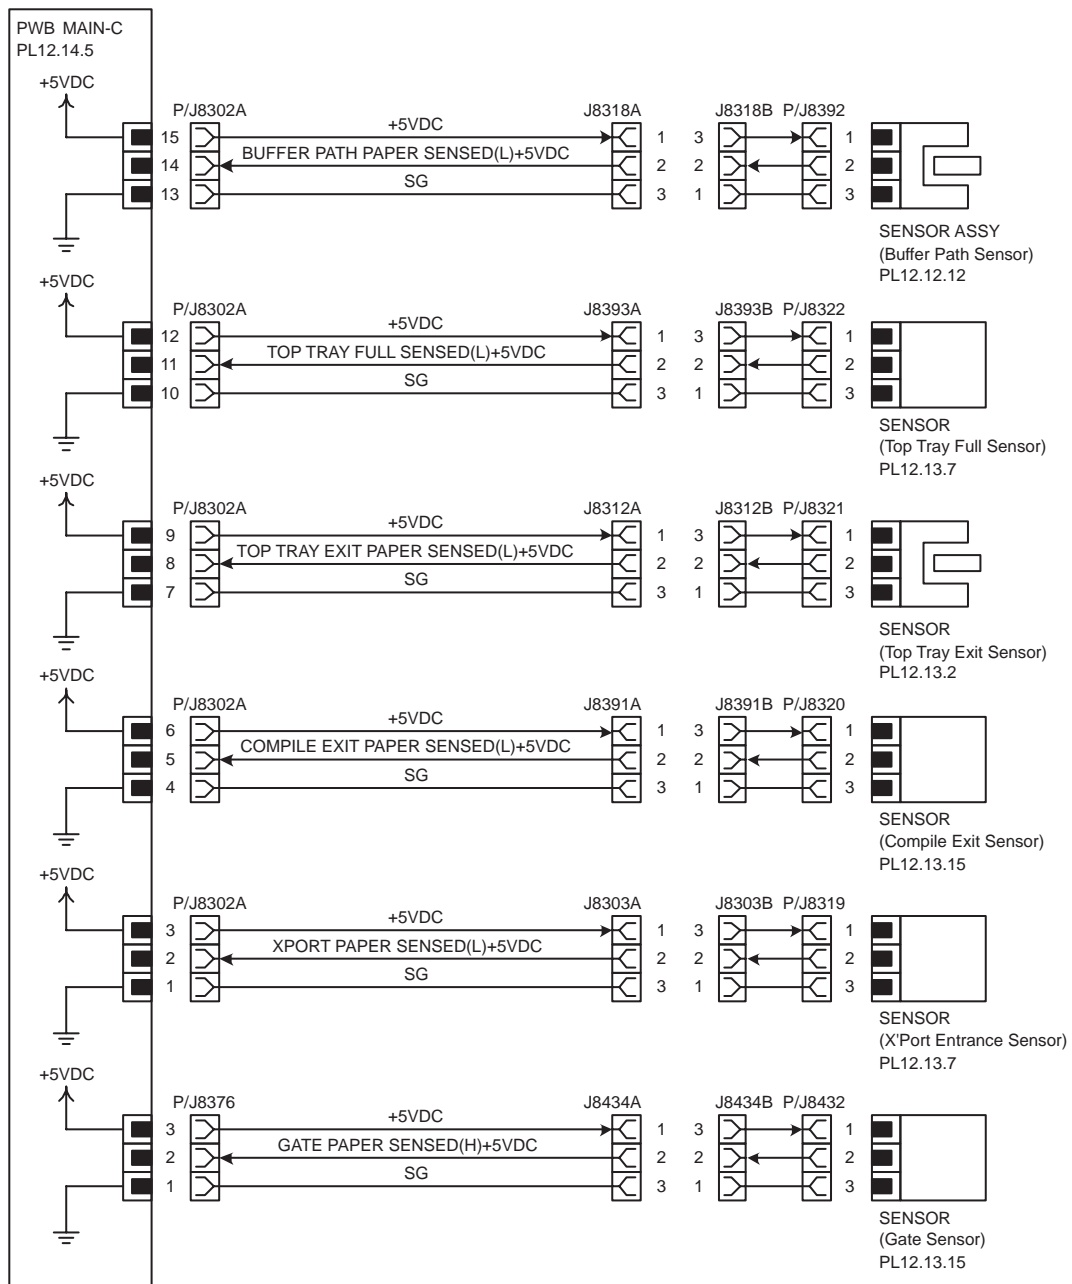 PWB MAIN-C
PL12.14.5
+5VDC
P/J8302A J8318A J8318B P/J8392
15 +5VDC 1 3 1
14 BUFFER PATH PAPER SENSED(L)+5VDC 2 2 2
13 SG 3 1 3
SENSOR ASSY
(Buffer Path Sensor)
PL12.12.12
+5VDC
P/J8302A J8393A J8393B P/J8322
12 +5VDC 1 3 1
11 TOP TRAY FULL SENSED(L)+5VDC 2 2 2
10 SG 3 1 3
SENSOR
(Top Tray Full Sensor)
PL12.13.7
+5VDC
P/J8302A J8312A J8312B P/J8321
9 +5VDC 1 3 1
8 TOP TRAY EXIT PAPER SENSED(L)+5VDC 2 2 2
7 SG 3 1 3
SENSOR
(Top Tray Exit Sensor)
PL12.13.2
+5VDC
P/J8302A J8391A J8391B P/J8320
6 +5VDC 1 3 1
5 COMPILE EXIT PAPER SENSED(L)+5VDC 2 2 2
4 SG 3 1 3
SENSOR
(Compile Exit Sensor)
PL12.13.15
+5VDC
P/J8302A J8303A J8303B P/J8319
3 +5VDC 1 3 1
2 XPORT PAPER SENSED(L)+5VDC 2 2 2
1 SG 3 1 3
SENSOR
(X'Port Entrance Sensor)
PL12.13.7
+5VDC
P/J8376 J8434A J8434B P/J8432
3 +5VDC 1 3 1
2 GATE PAPER SENSED(H)+5VDC 2 2 2
1 SG 3 1 3
SENSOR
(Gate Sensor)
PL12.13.15